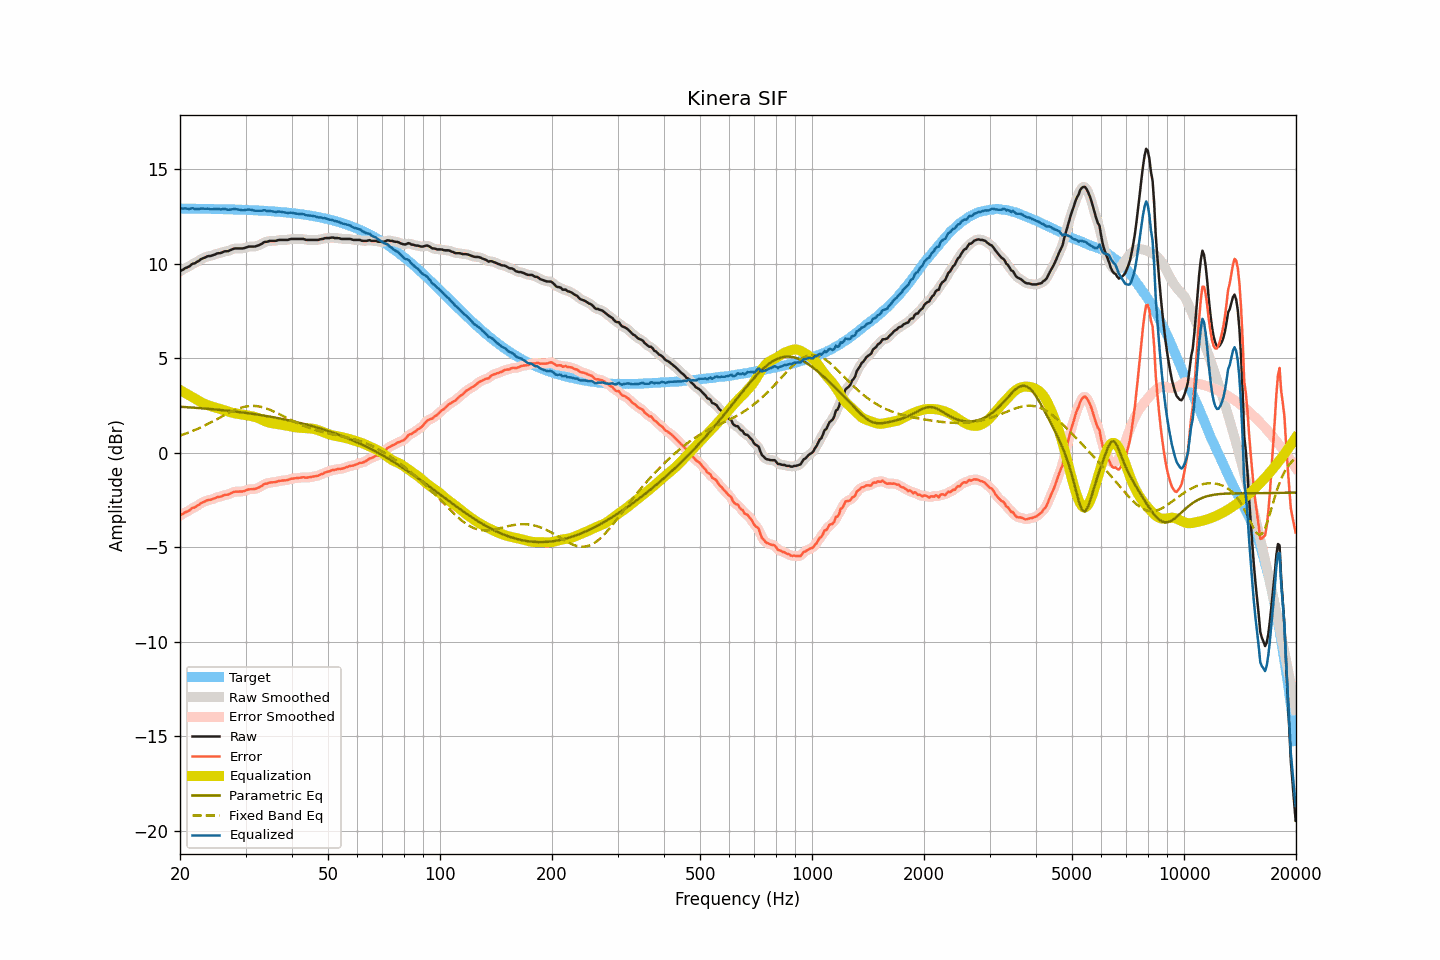 Kinera SIF
15
10
5
0
−5
−10
−15
−20
Amplitude (dBr)
Target
Raw Smoothed
Error Smoothed
Raw
Error
Equalization
Parametric Eq
Fixed Band Eq
Equalized
20 50 100 200 500 1000 2000 5000 10000 20000
Frequency (Hz)